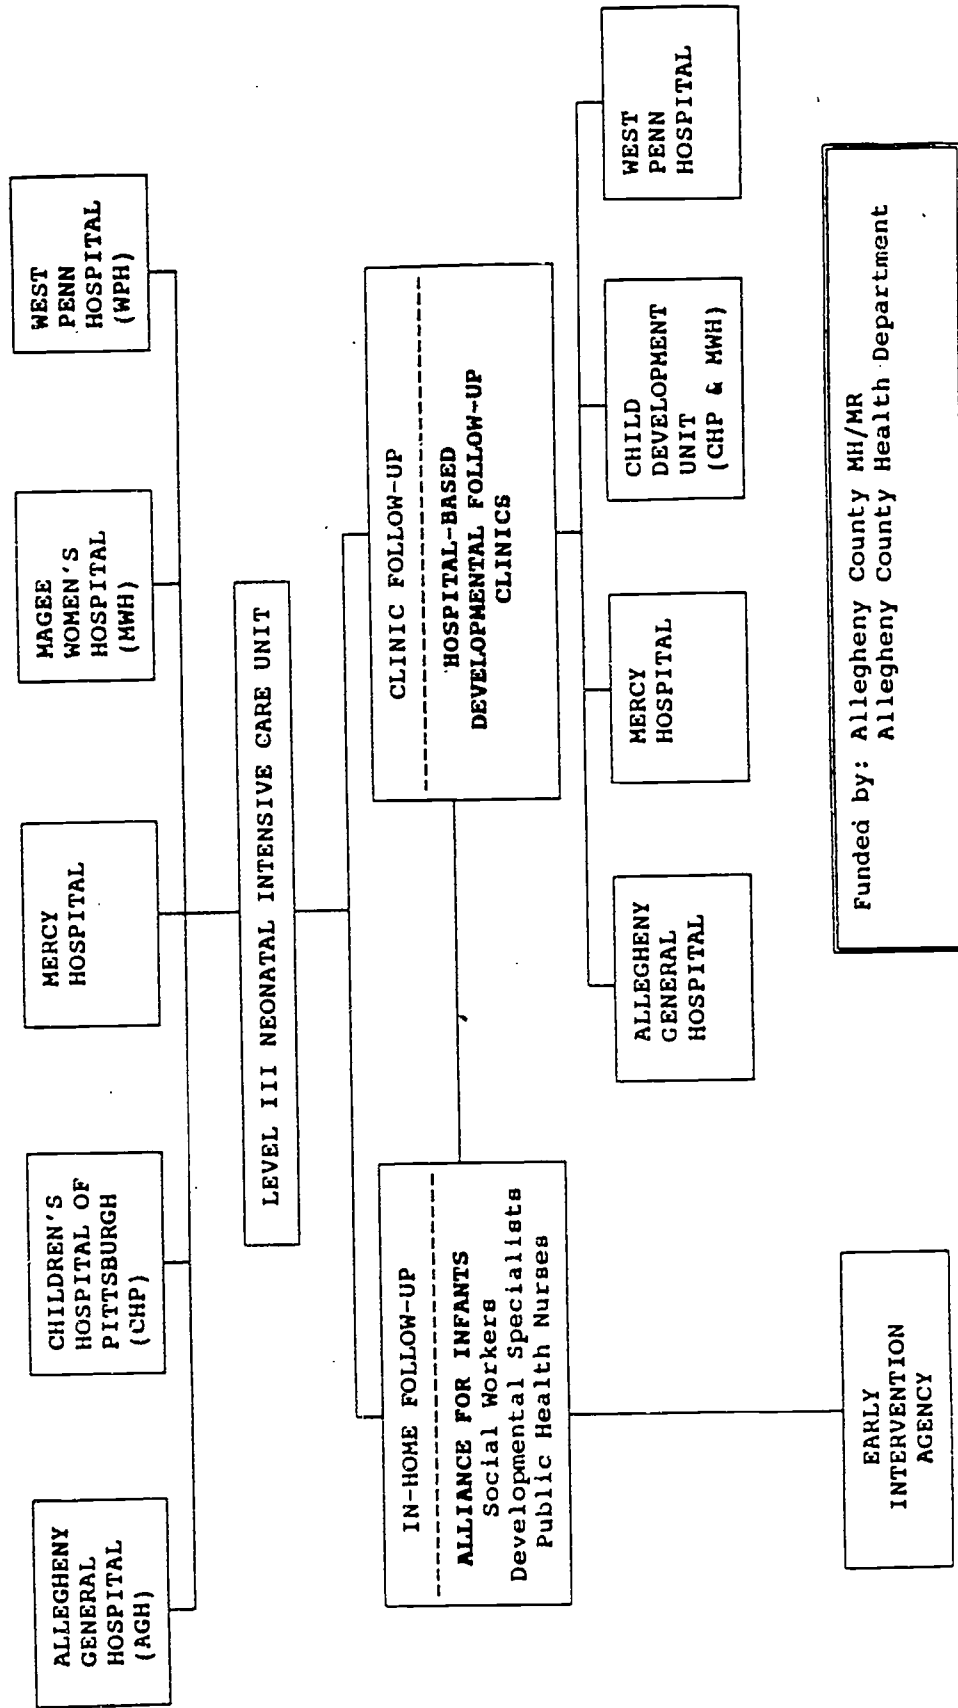 ALLEGHENY
GENERAL
HOSPITAL
(AGH)
CHILDREN'S
HOSPITAL OF
PITTSBURGH
(CHP)
MERCY
HOSPITAL
MAGEE
WOMEN'S
HOSPITAL
(MWH)
WEST
PENN
HOSPITAL
(WPH)
LEVEL III NEONATAL INTENSIVE CARE UNIT
IN-HOME FOLLOW-UP
ALLIANCE FOR INFANTS
Social Workers
Developmental Specialists
Public Health Nurses
CLINIC FOLLOW-UP
HOSPITAL-BASED
DEVELOPMENTAL FOLLOW-UP
CLINICS
ALLEGHENY
GENERAL
HOSPITAL
MERCY
HOSPITAL
CHILD
DEVELOPMENT
UNIT
(CHP & MWH)
WEST
PENN
HOSPITAL
EARLY
INTERVENTION
AGENCY
Funded by: Allegheny County MH/MR
Allegheny County Health Department